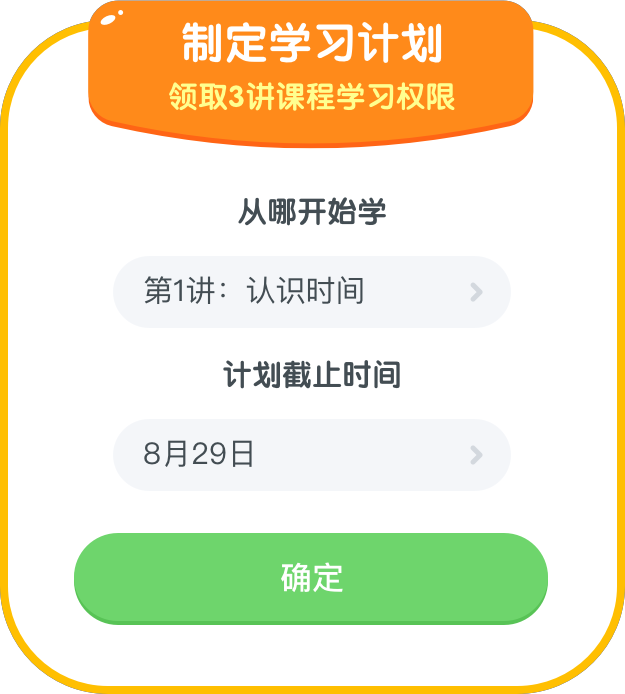 制定学习计划
领取3讲课程学习权限
从哪开始学
第1讲：认识时间
计划截止时间
8月29日
确定